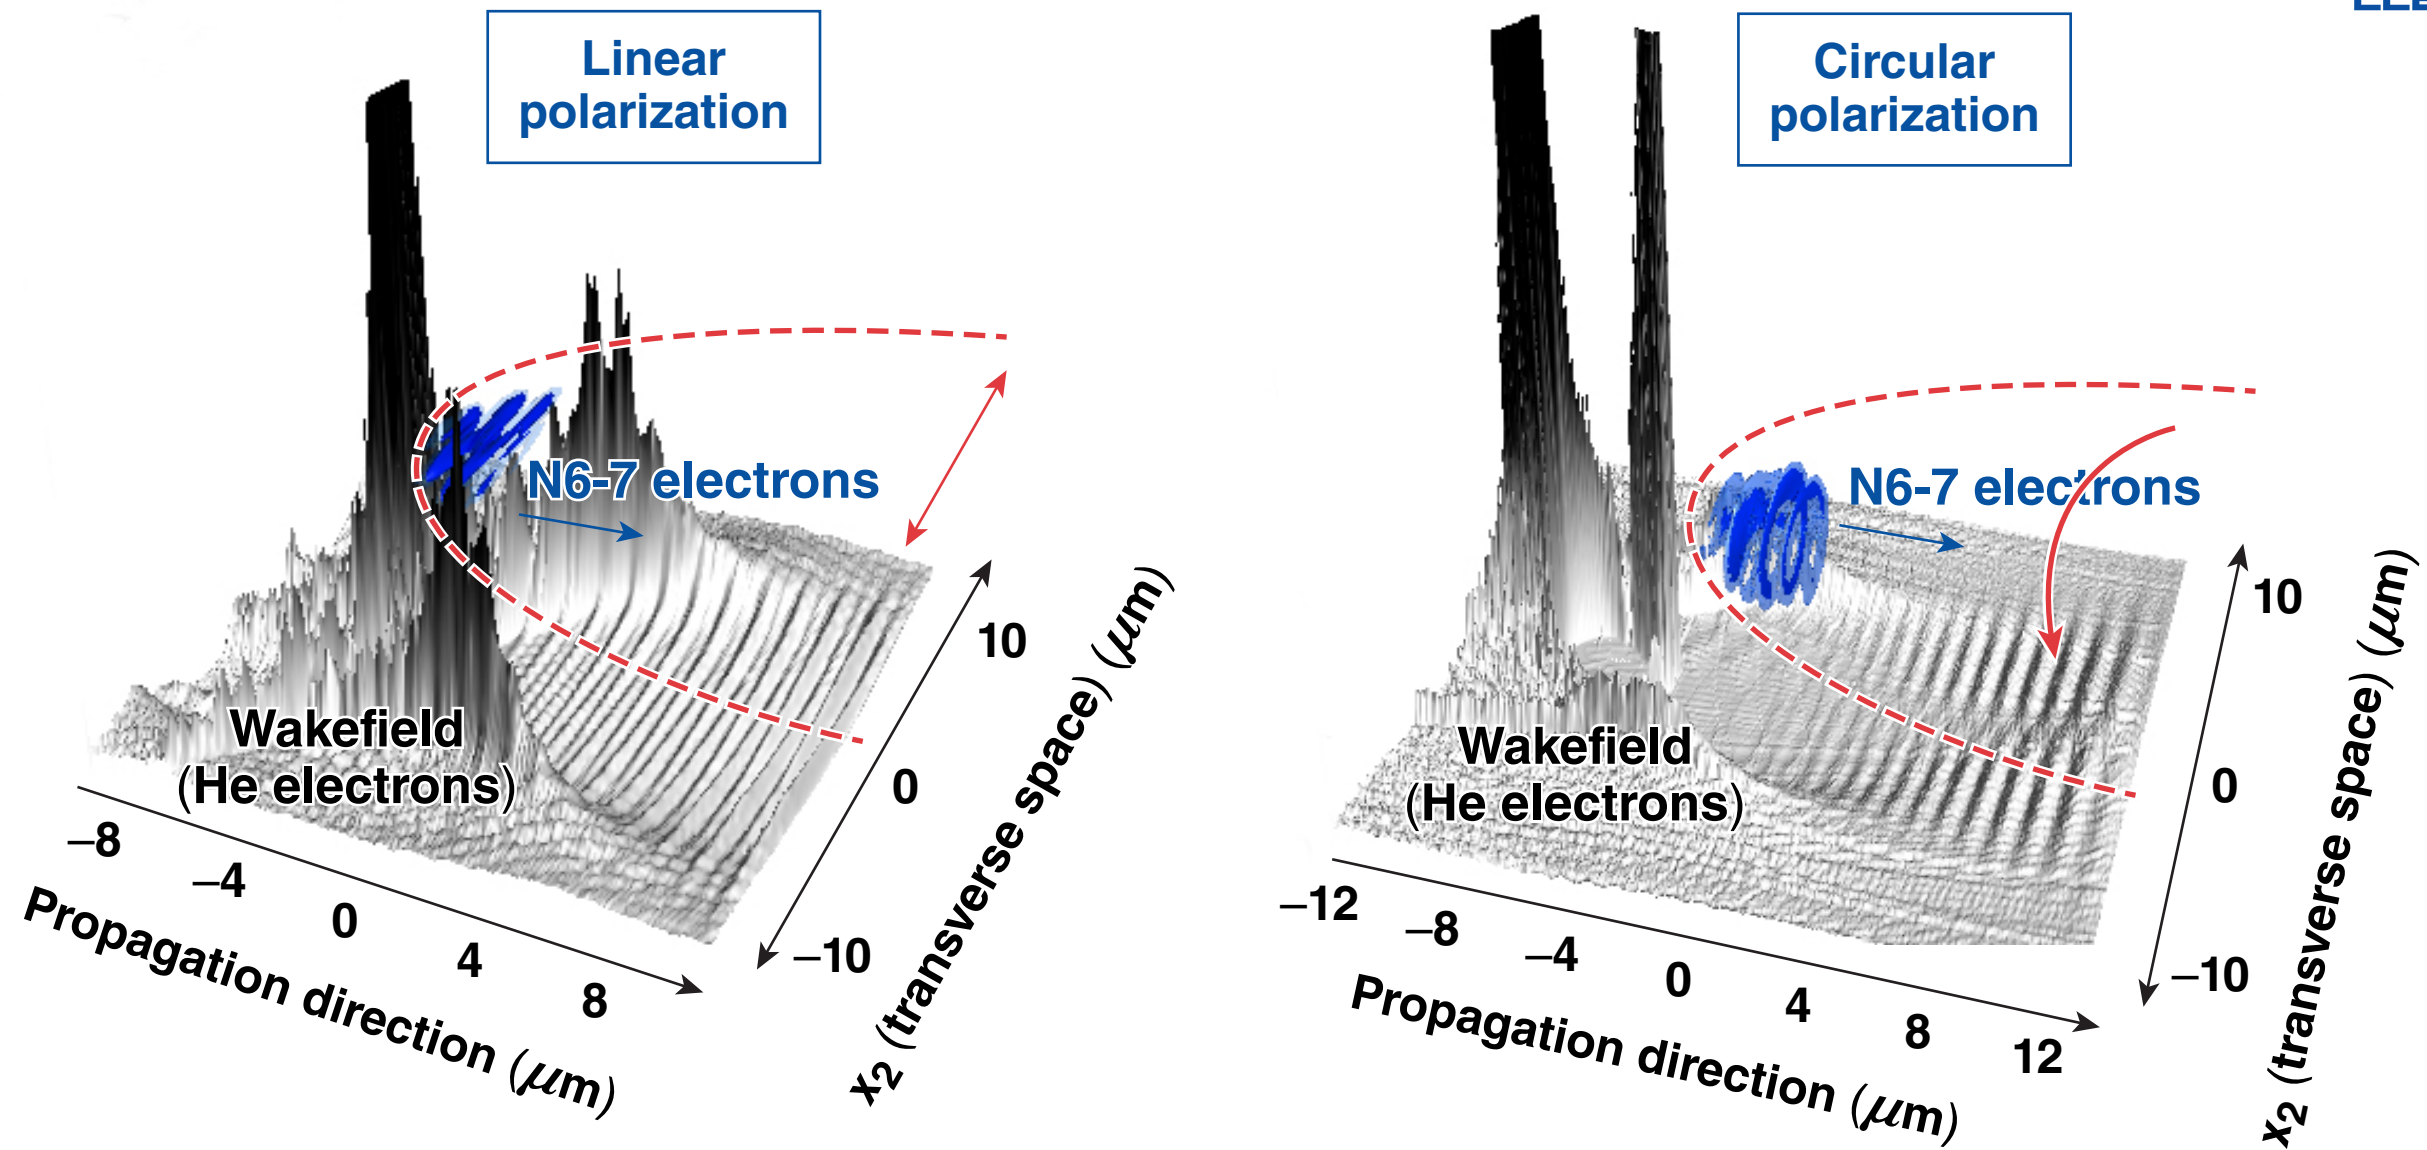 Linear
polarization
N6-7 electrons
Wakefield
(He electrons)
–8
–4
0
4
8
Propagation direction (μm)
10
0
–10
x2 (transverse space) (μm)
Circular
polarization
N6-7 electrons
Wakefield
(He electrons)
–12
–8
–4
0
4
8
12
Propagation direction (μm)
10
0
–10
x2 (transverse space) (μm)